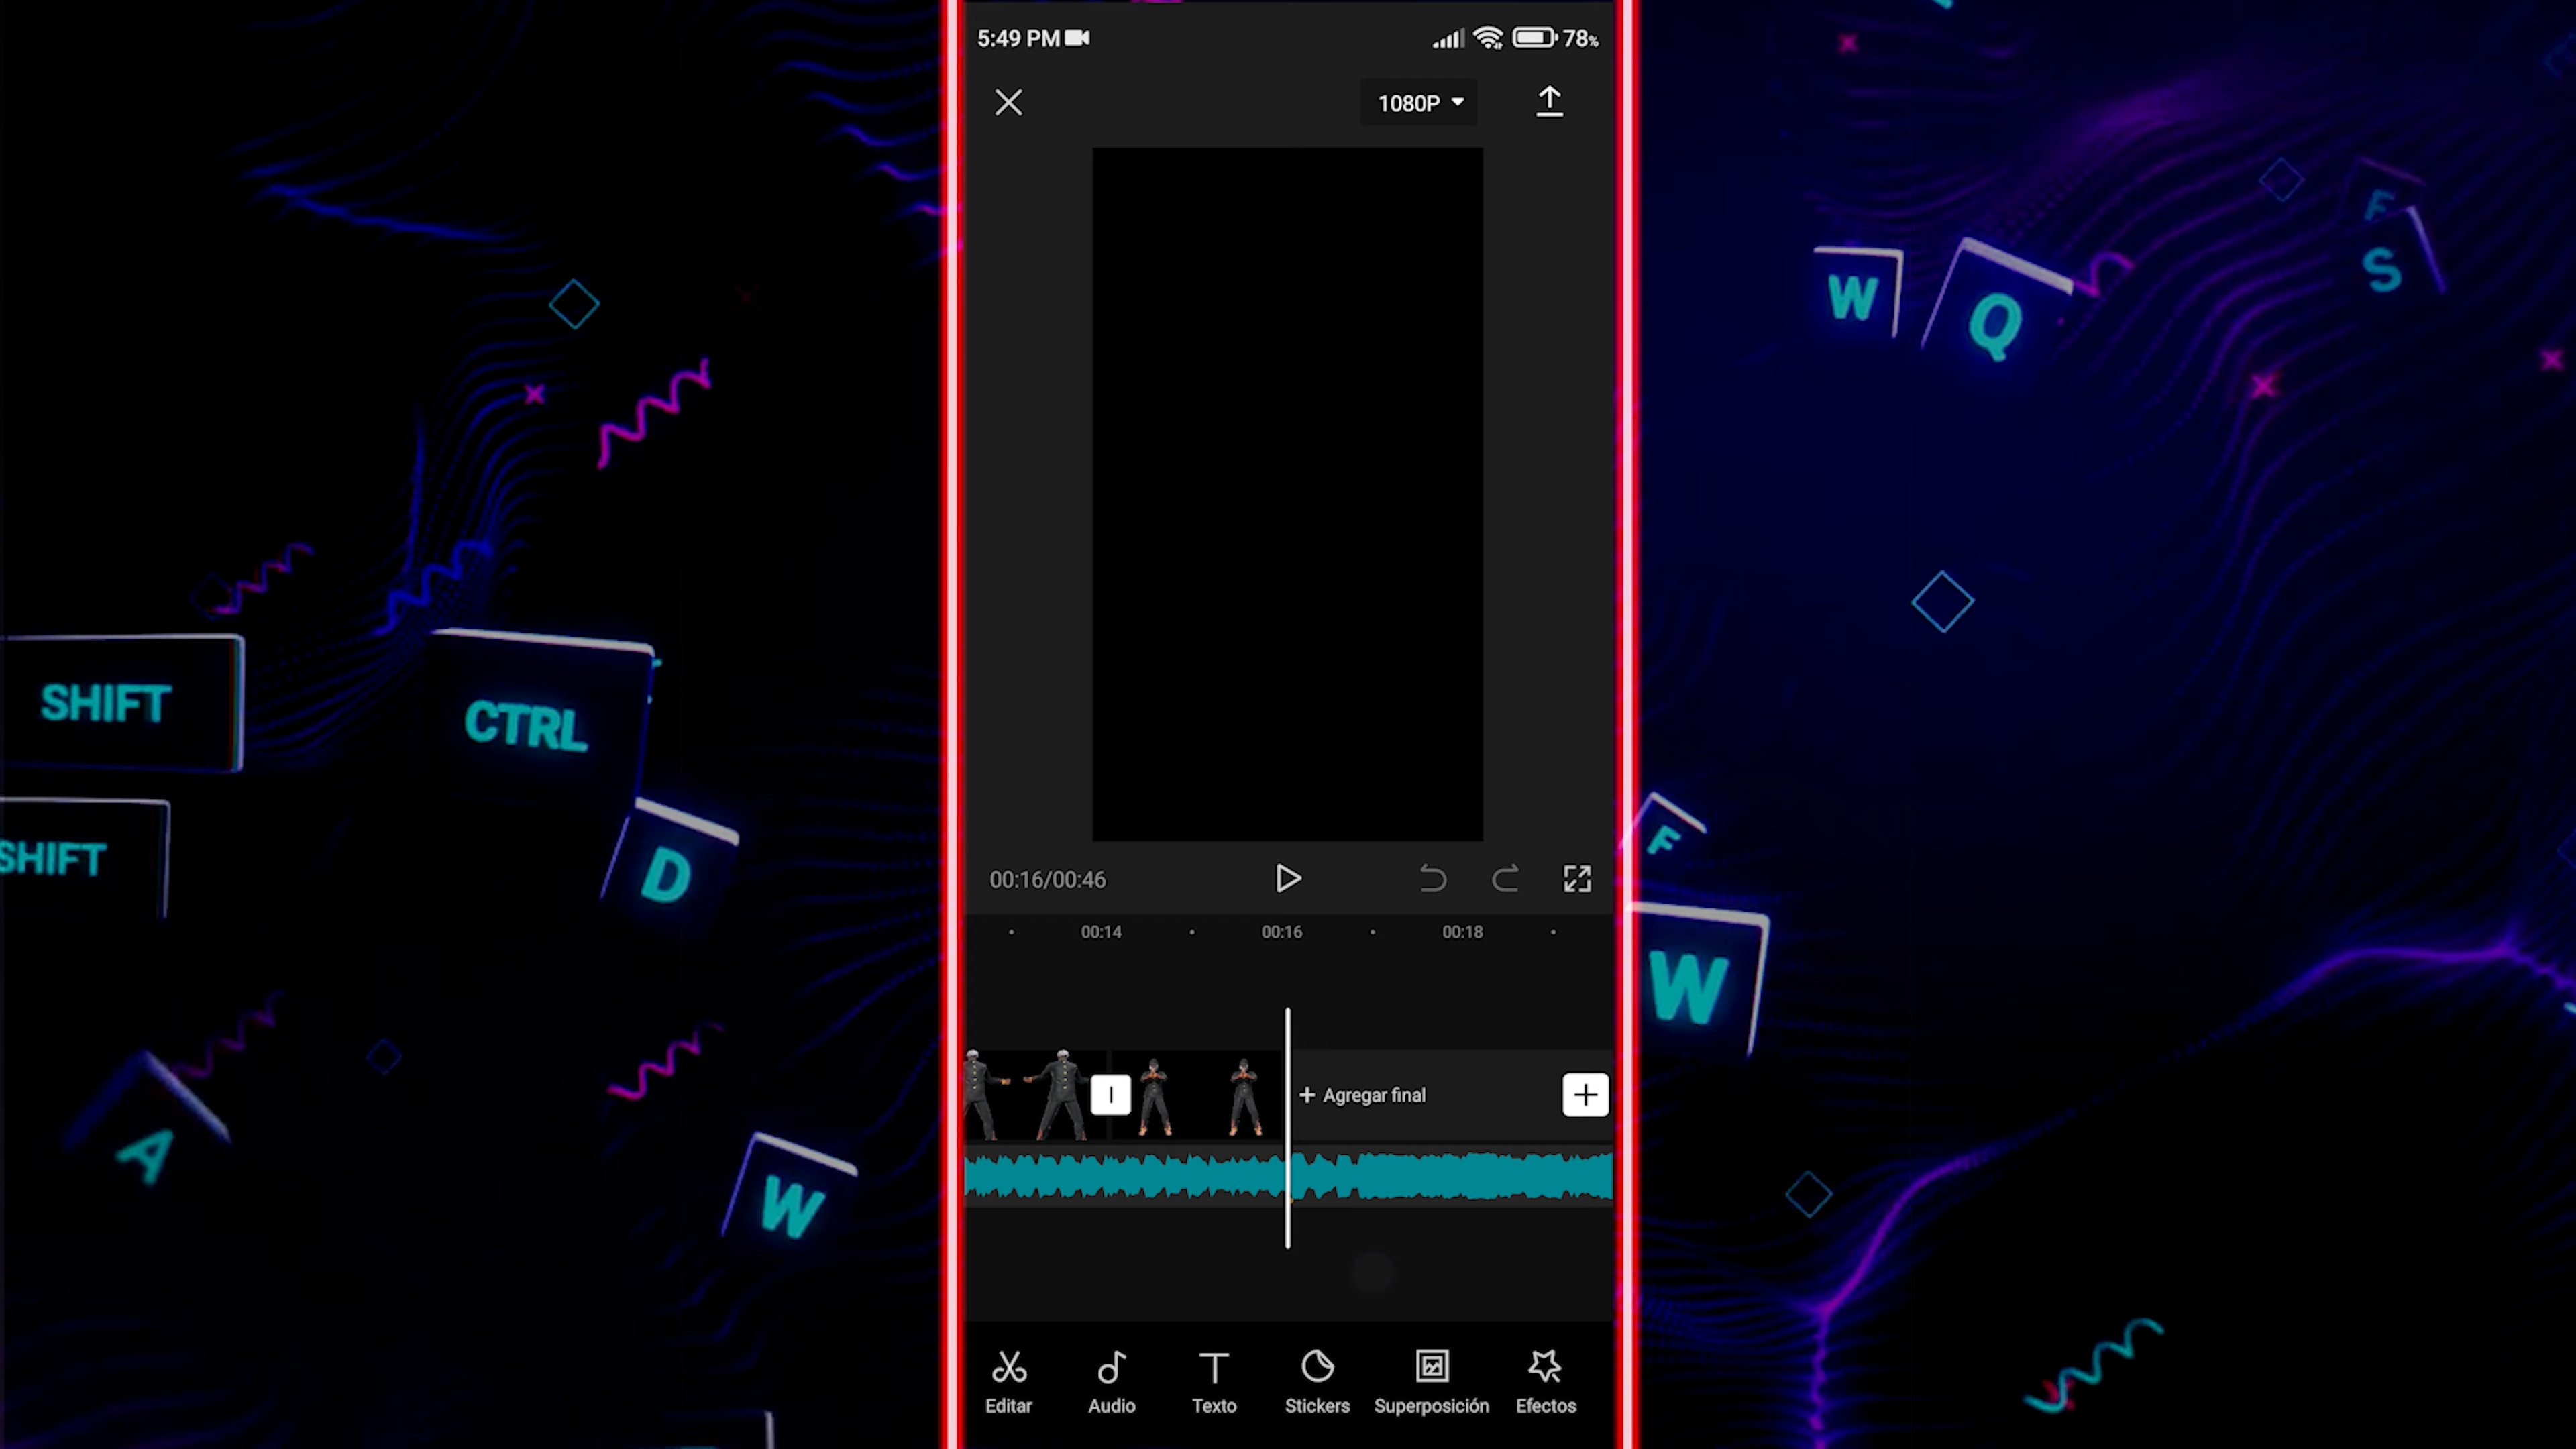 5:49 PM
78%
1080P
00:16/00:46
00:14
00:16
00:18
+ Agregar final
Editar
Audio
Texto
Stickers
Superposición
Efectos
SHIFT
CTRL
SHIFT
D
A
W
W
Q
F
S
F
W